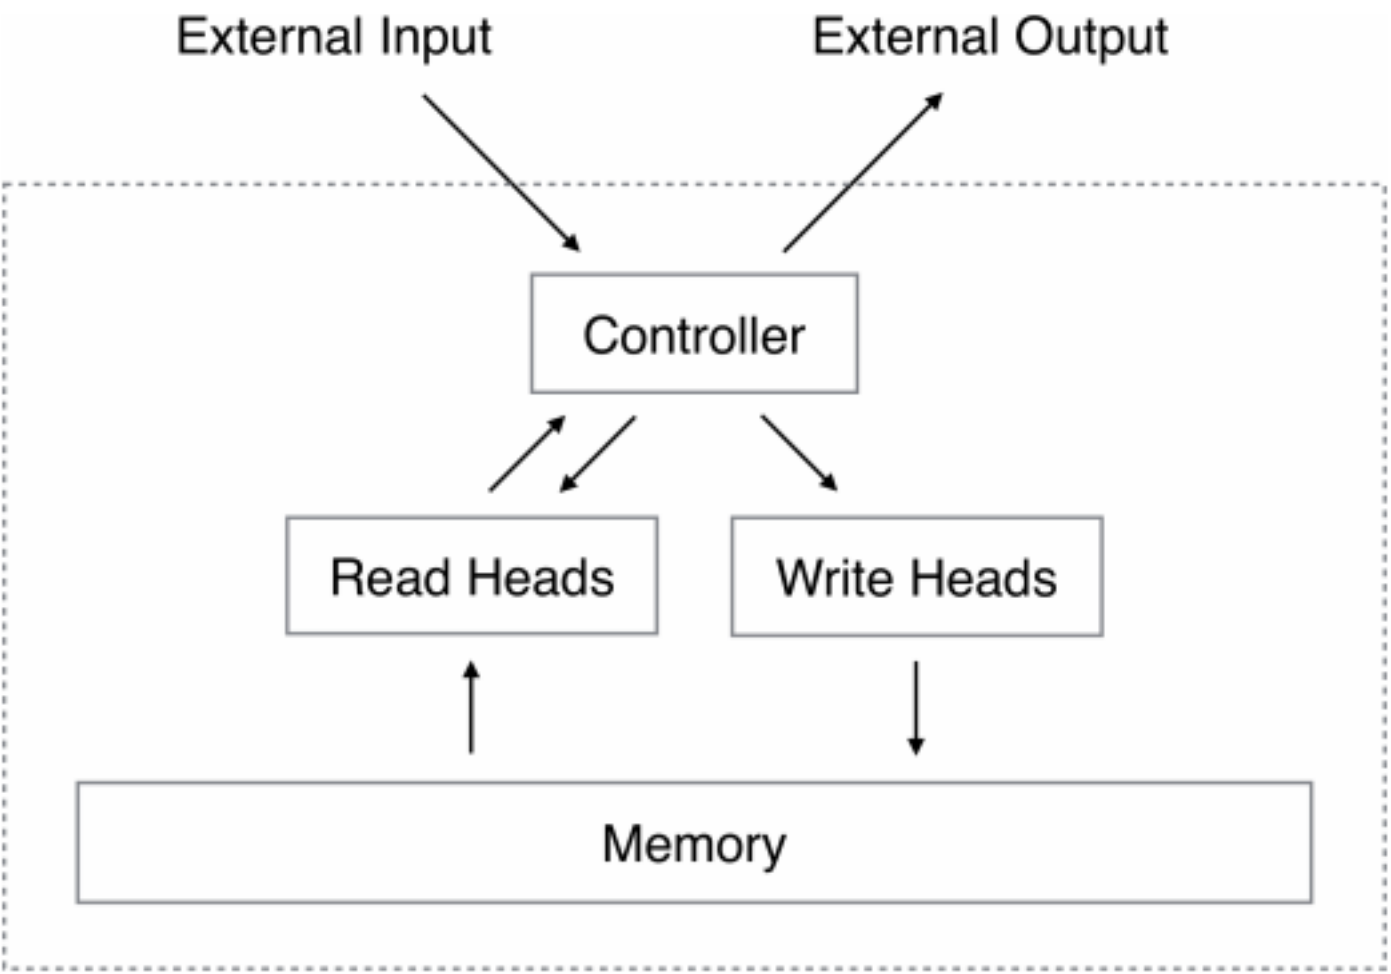 External Input
External Output
Controller
Read Heads
Write Heads
Memory